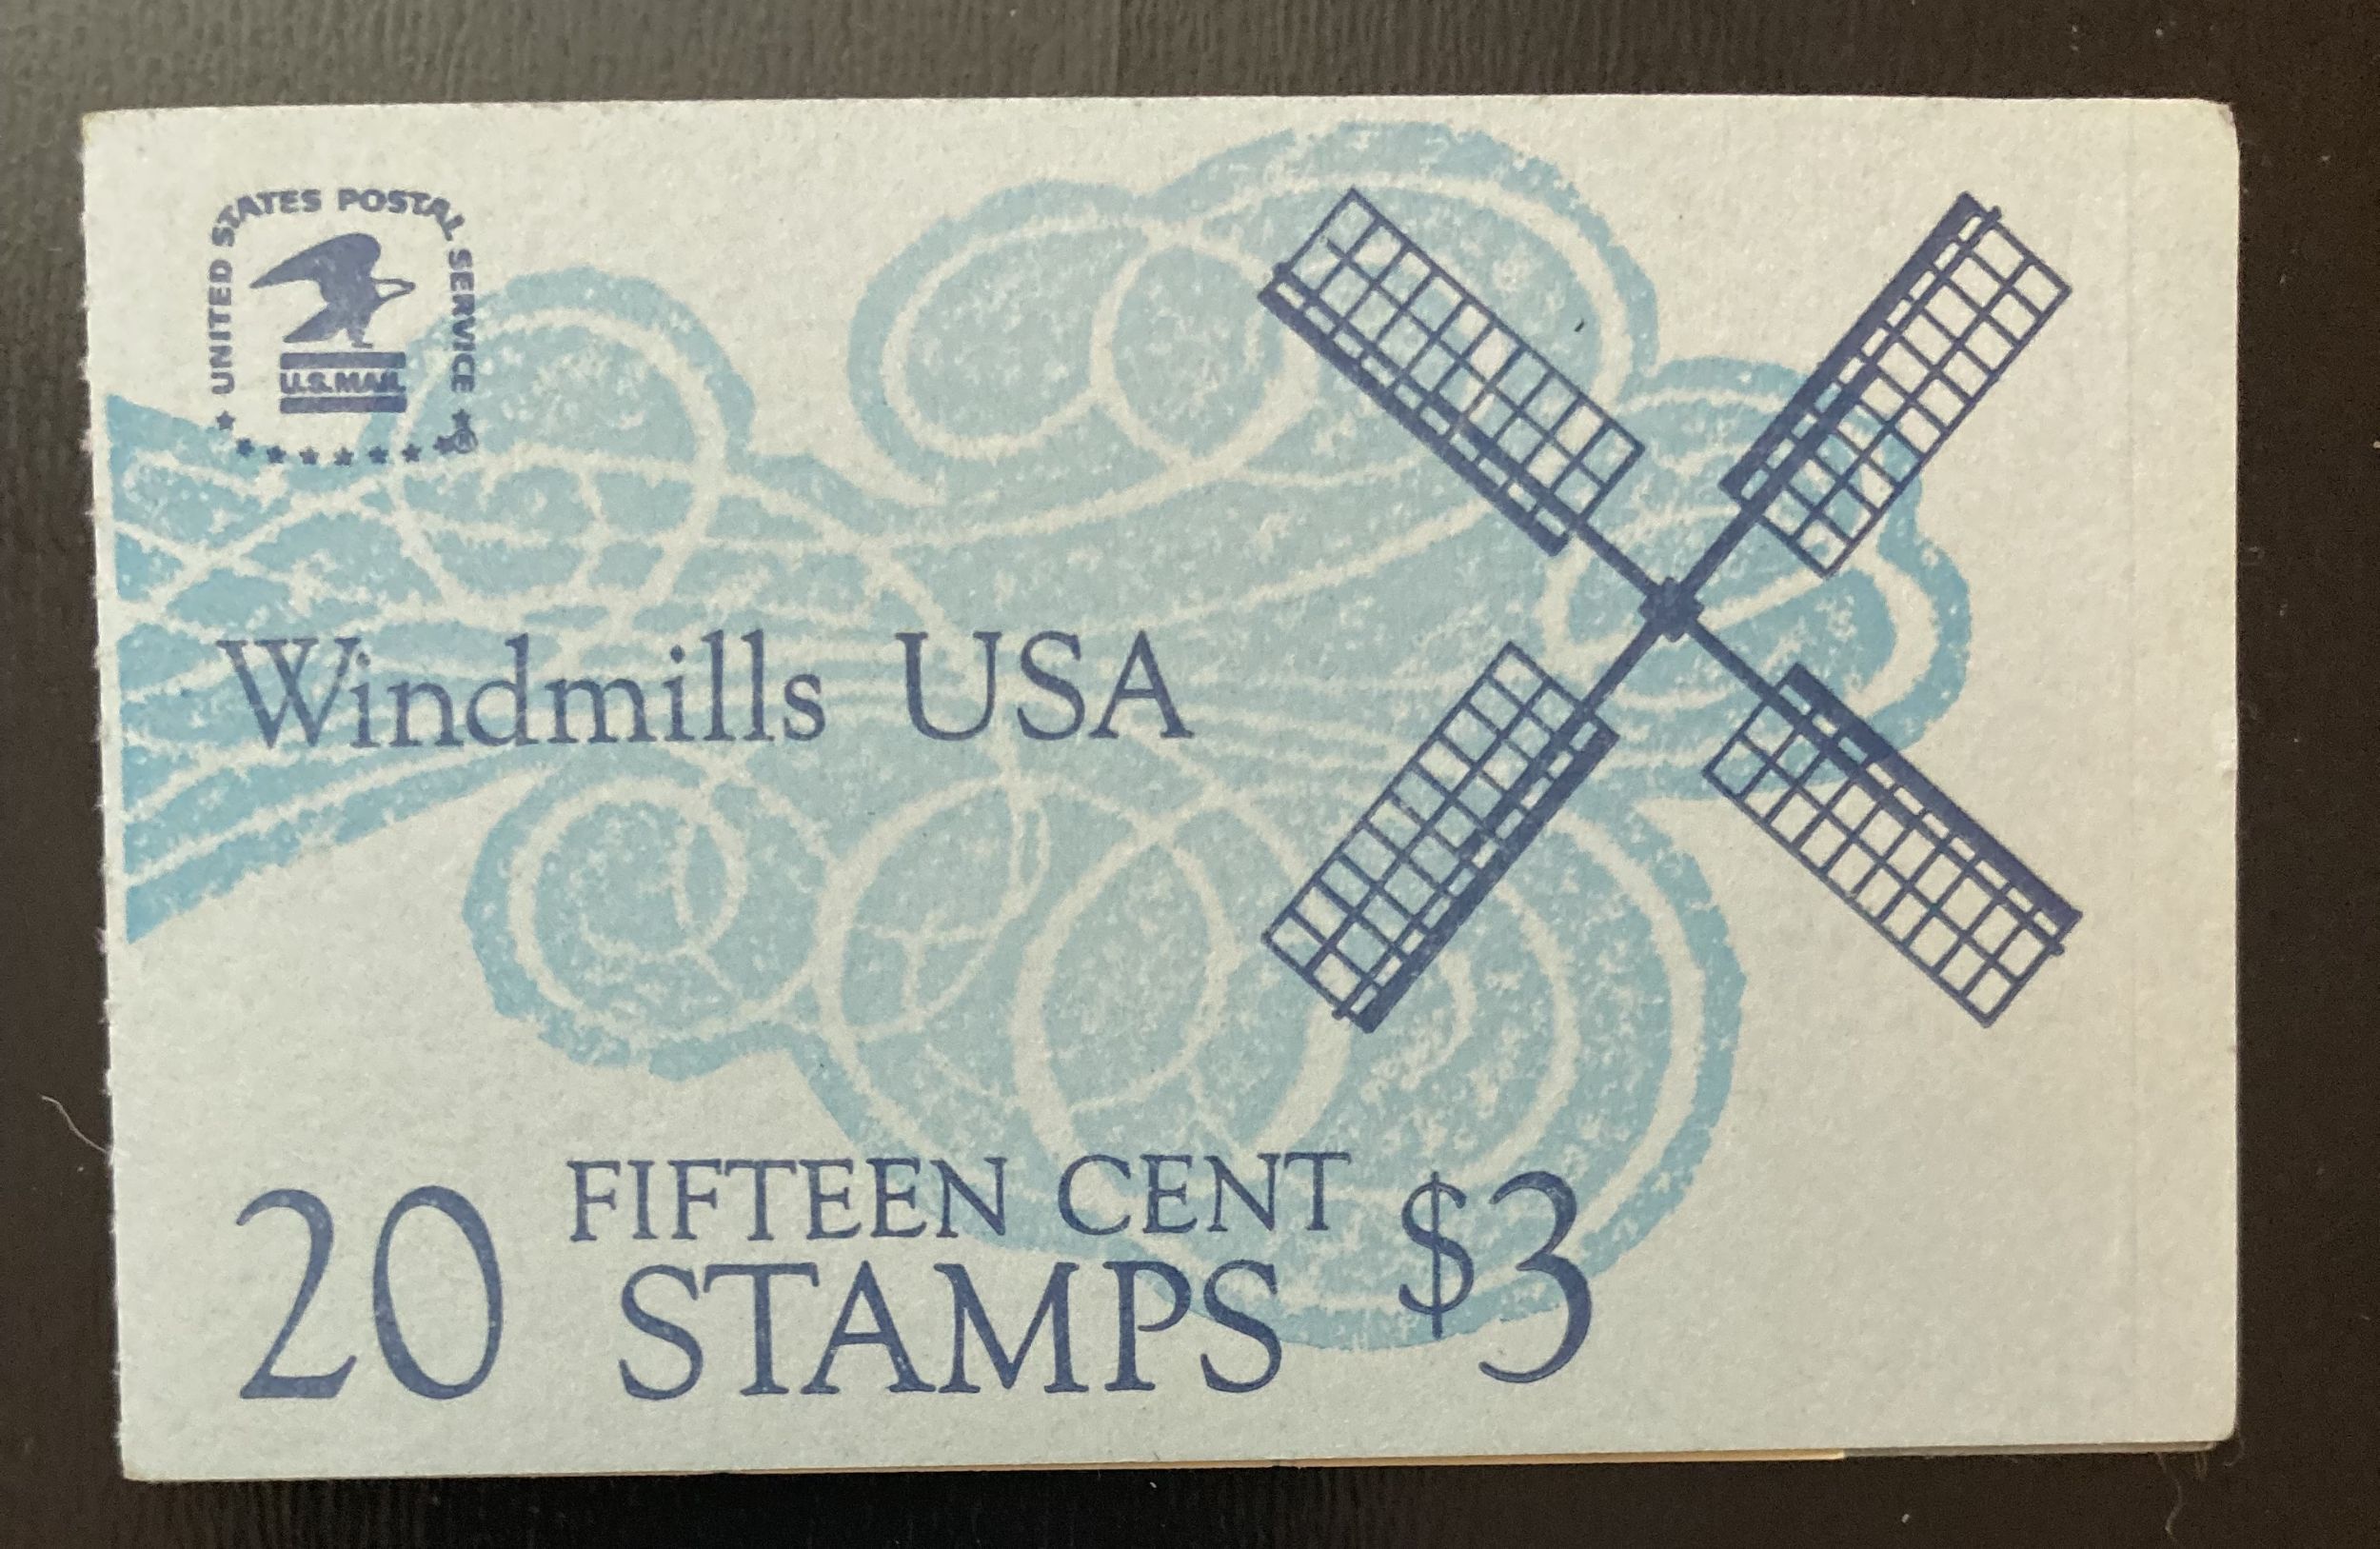 UNITED STATES POSTAL SERVICE
U.S.MAIL
®
Windmills USA
20 FIFTEEN CENT STAMPS $3